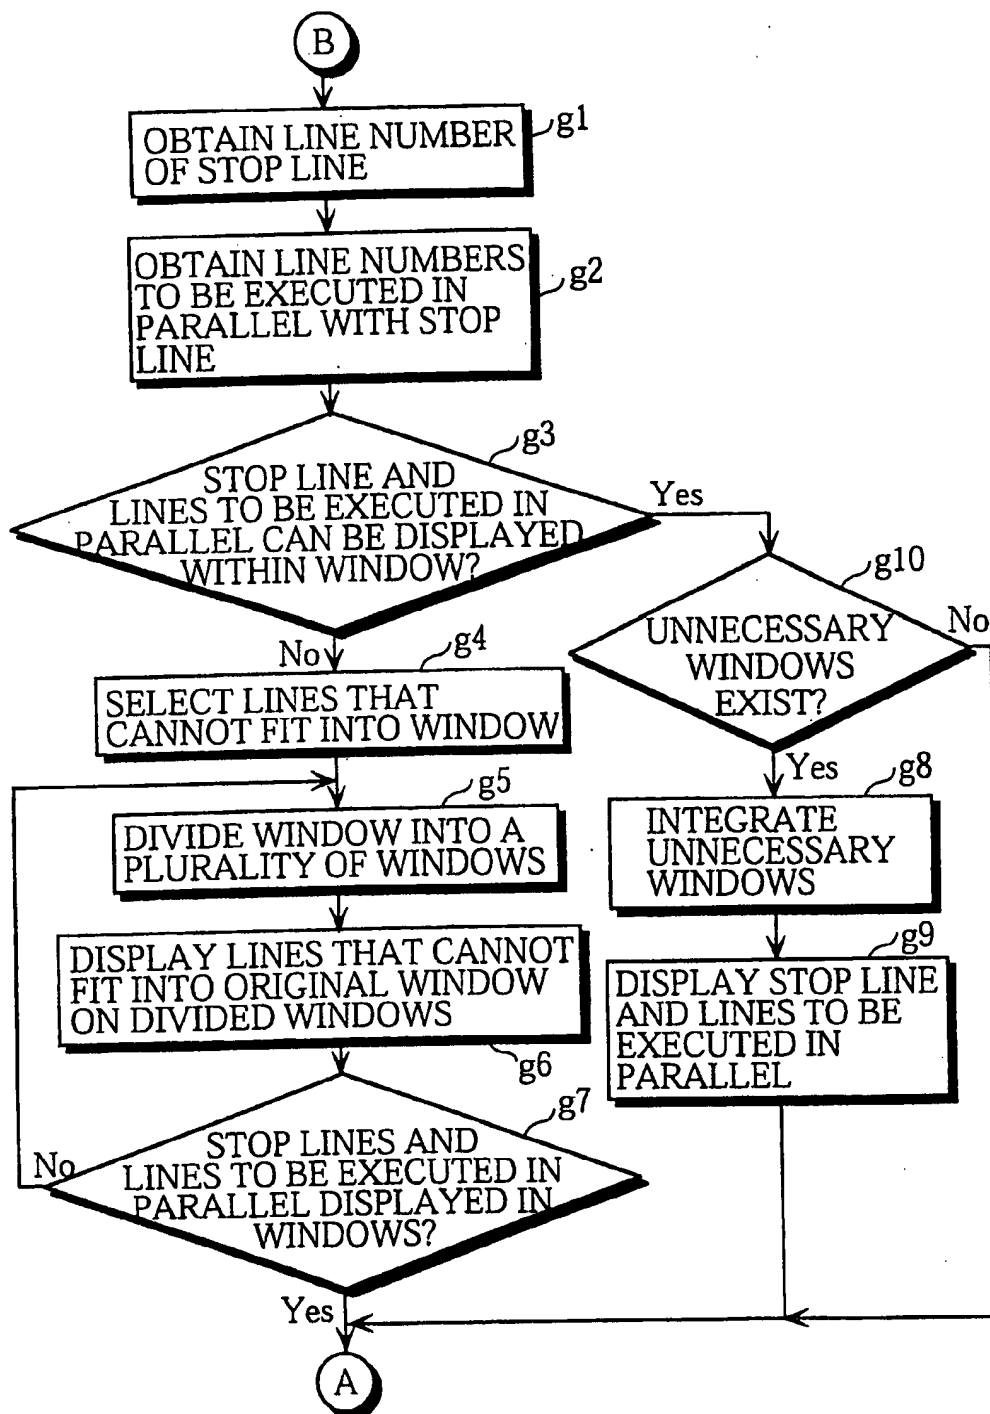 B
g1
OBTAIN LINE NUMBER
OF STOP LINE
g2
OBTAIN LINE NUMBERS
TO BE EXECUTED IN
PARALLEL WITH STOP
LINE
g3
STOP LINE AND
LINES TO BE EXECUTED IN
PARALLEL CAN BE DISPLAYED
WITHIN WINDOW?
Yes
No
g10
UNNECESSARY
WINDOWS
EXIST?
No
Yes
g4
SELECT LINES THAT
CANNOT FIT INTO WINDOW
g5
DIVIDE WINDOW INTO A
PLURALITY OF WINDOWS
g8
INTEGRATE
UNNECESSARY
WINDOWS
DISPLAY LINES THAT CANNOT
FIT INTO ORIGINAL WINDOW
ON DIVIDED WINDOWS
g6
g9
DISPLAY STOP LINE
AND LINES TO BE
EXECUTED IN
PARALLEL
g7
STOP LINES AND
LINES TO BE EXECUTED IN
PARALLEL DISPLAYED IN
WINDOWS?
No
Yes
A